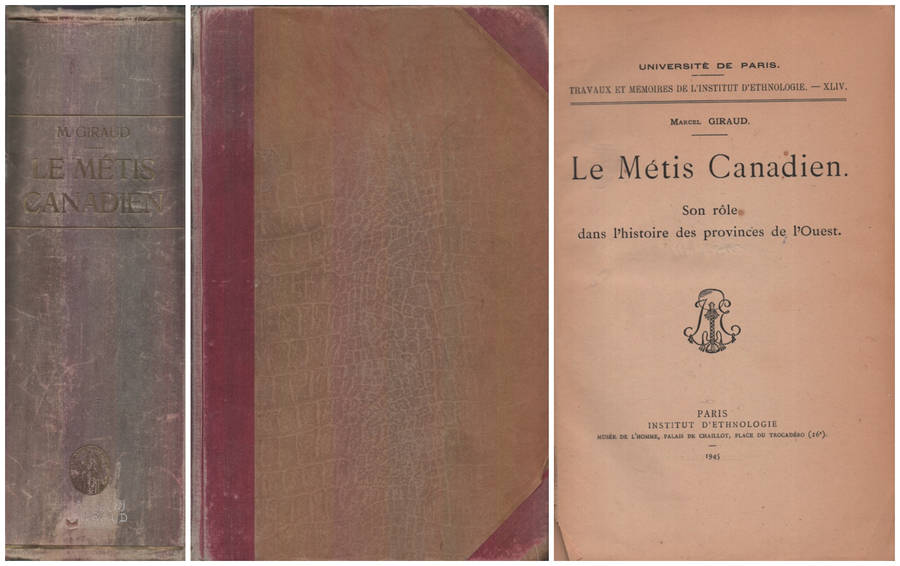 M. GIRAUD
LE MÉTIS
CANADIEN
UNIVERSITÉ DE PARIS.
TRAVAUX ET MÉMOIRES DE L'INSTITUT D'ETHNOLOGIE. — XLIV.
MARCEL GIRAUD.
Le Métis Canadien.
Son rôle
dans l'histoire des provinces de l'Ouest.
PARIS
INSTITUT D'ETHNOLOGIE
MUSÉE DE L'HOMME, PALAIS DE CHAILLOT, PLACE DU TROCADÉRO (16ᵉ).
1945